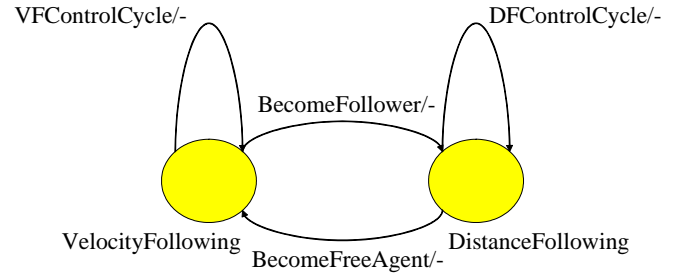 VFControlCycle/-
DFControlCycle/-
BecomeFollower/-
VelocityFollowing
DistanceFollowing
BecomeFreeAgent/-